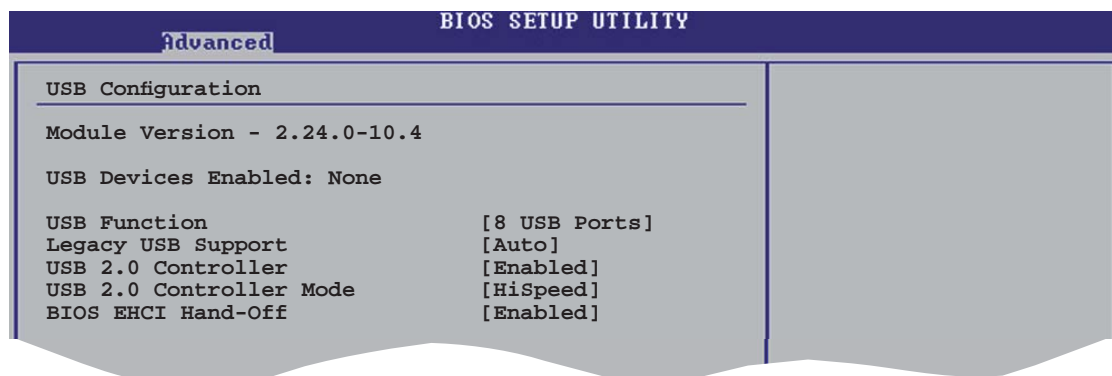 BIOS SETUP UTILITY
Advanced
USB Configuration
Module Version - 2.24.0-10.4
USB Devices Enabled: None
USB Function [8 USB Ports]
Legacy USB Support [Auto]
USB 2.0 Controller [Enabled]
USB 2.0 Controller Mode [HiSpeed]
BIOS EHCI Hand-Off [Enabled]